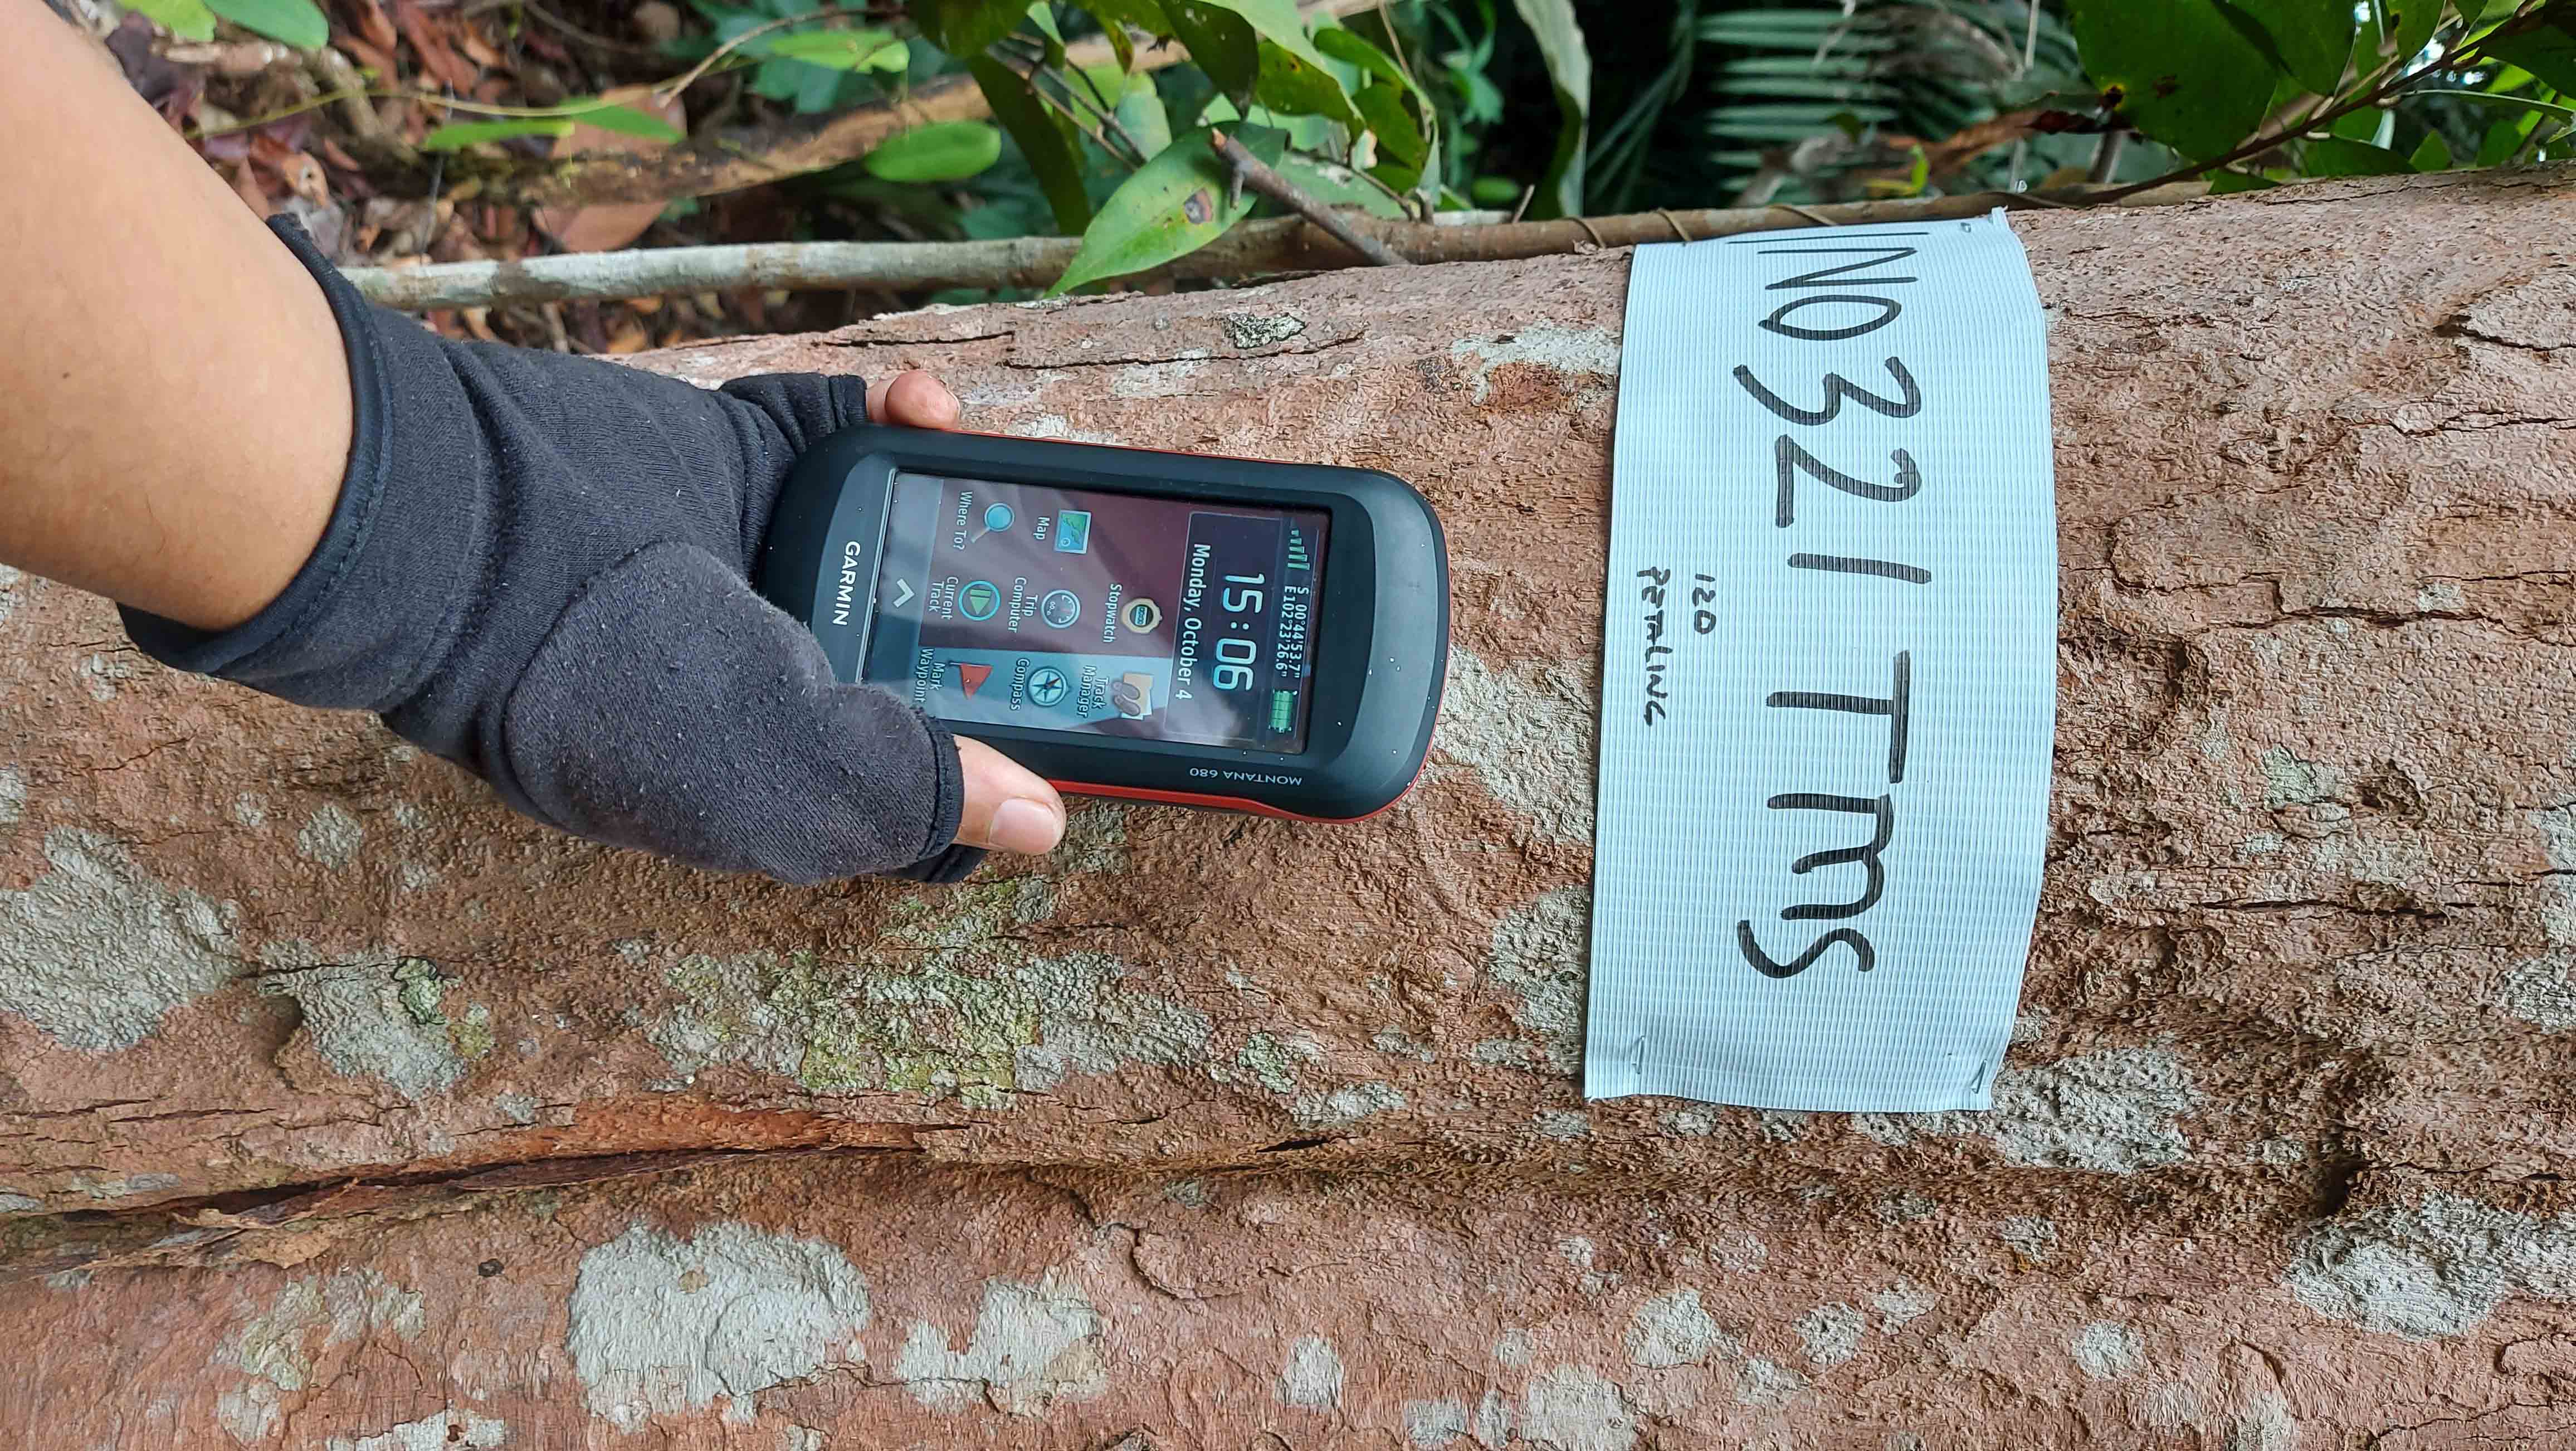 INO321 TMS
120
PETALING
S 00°44'53.7"
E102°23'26.6"
15:06
Monday, October 4
MONTANA 680
Stopwatch
Track
Manager
Map
Trip
Computer
Compass
Where To?
Current
Track
Mark
Waypoint
GARMIN